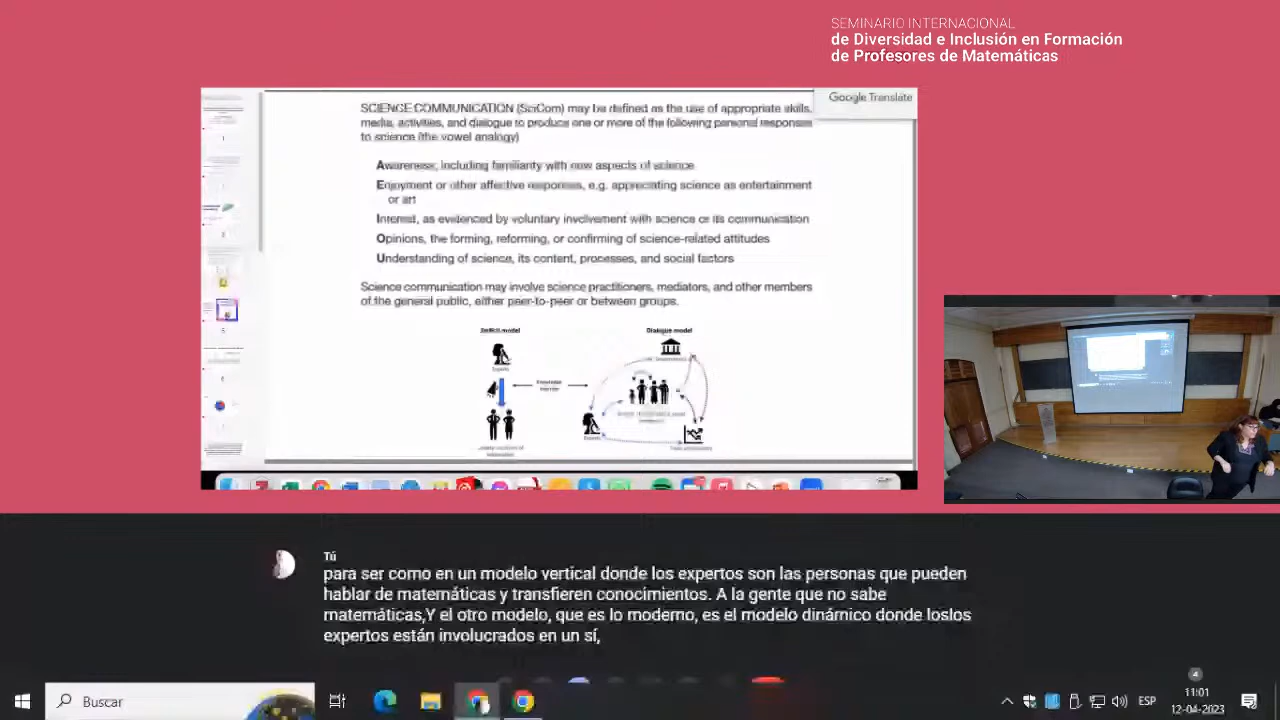 SEMINARIO INTERNACIONAL
de Diversidad e Inclusión en Formación
de Profesores de Matemáticas
Google Translate
SCIENCE COMMUNICATION (SciCom) may be defined as the use of appropriate skills,
media, activities, and dialogue to produce one or more of the following personal responses
to science (the vowel analogy)
Awareness, including familiarity with new aspects of science
Enjoyment or other affective responses, e.g. appreciating science as entertainment
or art
Interest, as evidenced by voluntary involvement with science or its communication
Opinions, the forming, reforming, or confirming of science-related attitudes
Understanding of science, its content, processes, and social factors
Science communication may involve science practitioners, mediators, and other members
of the general public, either peer-to-peer or between groups.
Deficit model
Dialogue model
Experts
Experts
Tú
para ser como en un modelo vertical donde los expertos son las personas que pueden
hablar de matemáticas y transfieren conocimientos. A la gente que no sabe
matemáticas,Y el otro modelo, que es lo moderno, es el modelo dinámico donde loslos
expertos están involucrados en un sí,
Buscar
ESP
11:01
12-04-2023